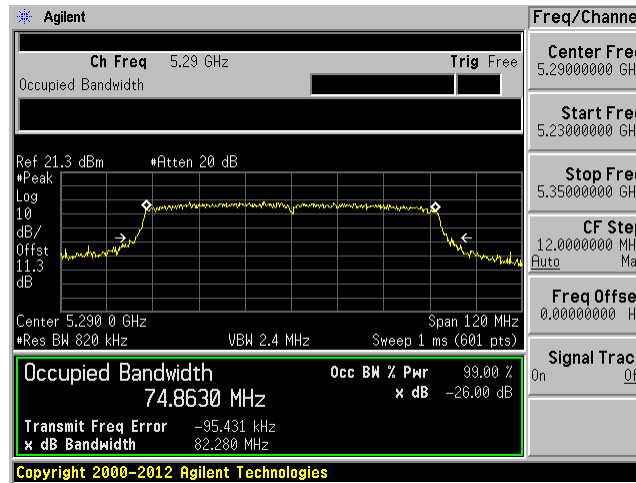 Agilent
Freq/Channe
Ch Freq 5.29 GHz Trig Free
Occupied Bandwidth
Center Fre
5.29000000 GH
Start Fre
5.23000000 GH
Stop Fre
5.35000000 GH
CF Step
12.0000000 MH
Auto Ma
Freq Offse
0.00000000 H
Signal Trac
On Of
Ref 21.3 dBm #Atten 20 dB
#Peak
Log
10
dB/
Offst
11.3
dB
Center 5.290 0 GHz Span 120 MHz
#Res BW 820 kHz VBW 2.4 MHz Sweep 1 ms (601 pts)
Occupied Bandwidth Occ BW % Pwr 99.00 %
74.8630 MHz x dB -26.00 dB
Transmit Freq Error -95.431 kHz
x dB Bandwidth 82.280 MHz
Copyright 2000-2012 Agilent Technologies